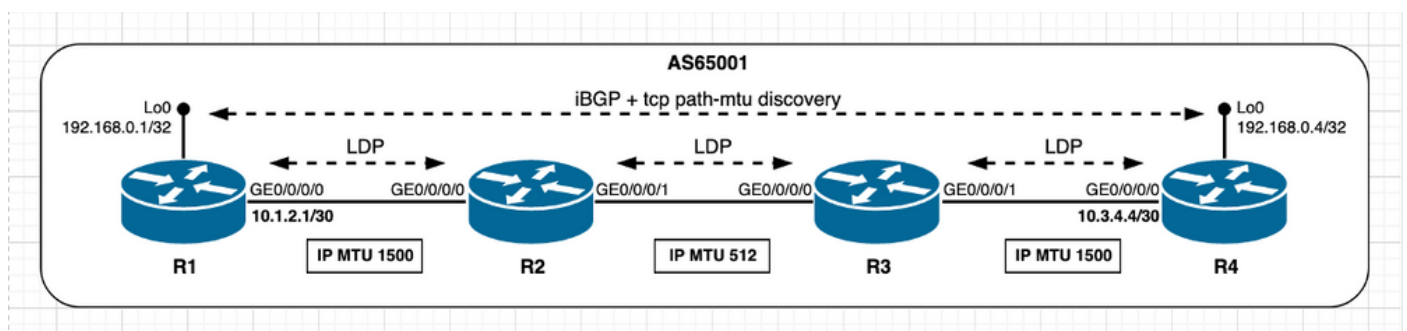 AS65001
iBGP + tcp path-mtu discovery
Lo0
192.168.0.1/32
Lo0
192.168.0.4/32
LDP
LDP
LDP
GE0/0/0/0
GE0/0/0/0
GE0/0/0/1
GE0/0/0/0
GE0/0/0/1
GE0/0/0/0
10.1.2.1/30
10.3.4.4/30
IP MTU 1500
IP MTU 512
IP MTU 1500
R1
R2
R3
R4